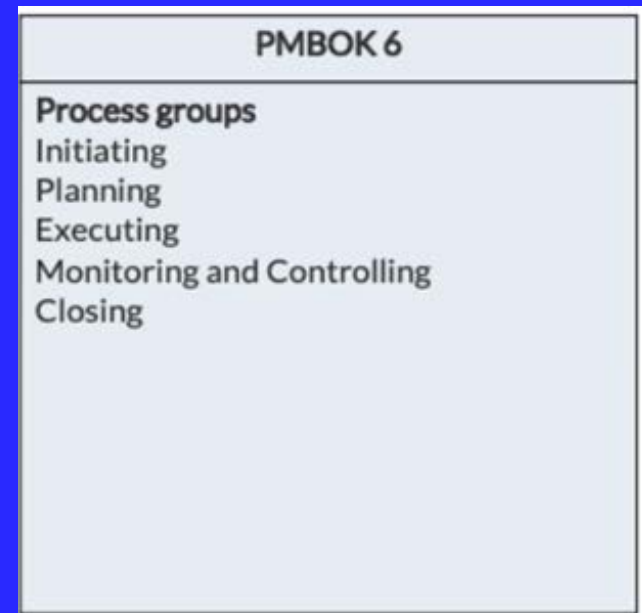 PMBOK 6
Process groups
Initiating
Planning
Executing
Monitoring and Controlling
Closing